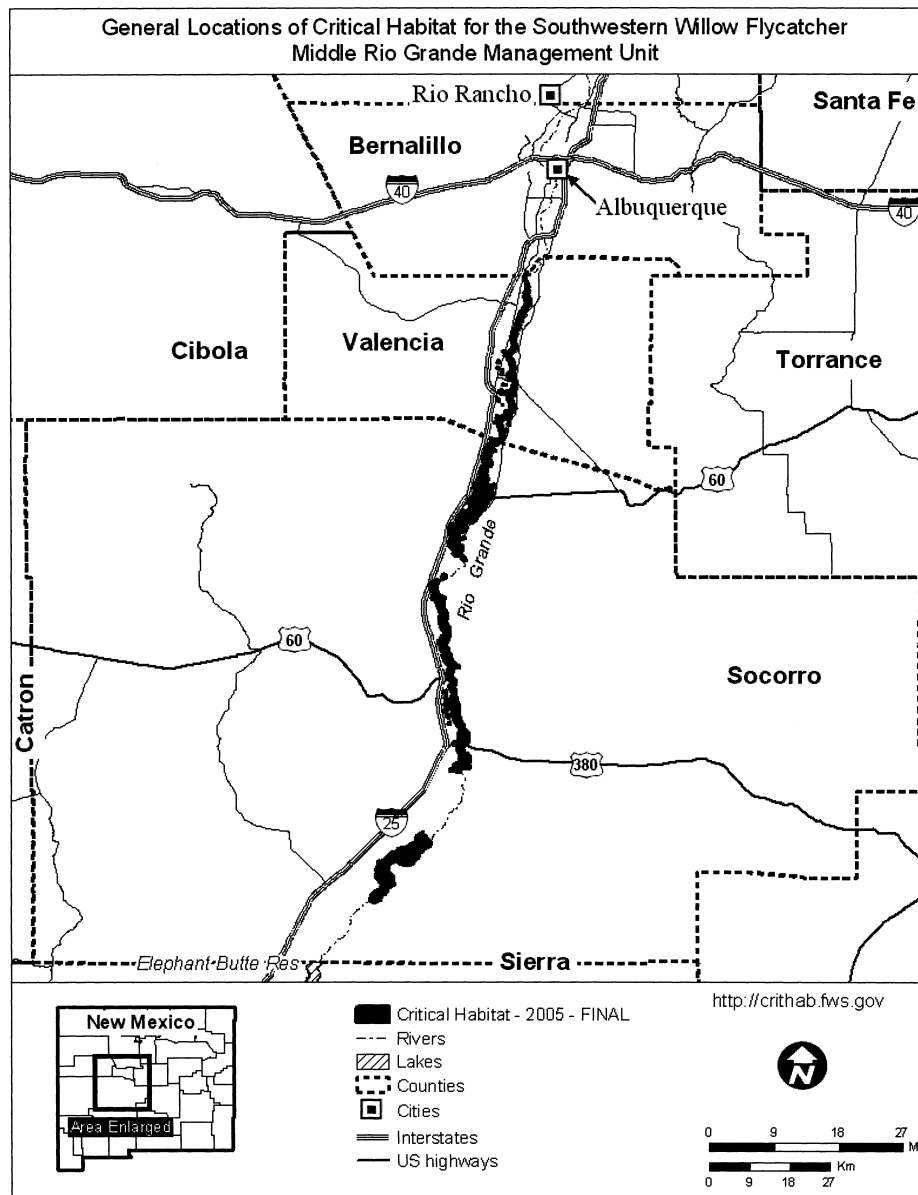 General Locations of Critical Habitat for the Southwestern Willow Flycatcher
Middle Rio Grande Management Unit
Rio Rancho
Santa Fe
Bernalillo
40
Albuquerque
40
Cibola
Valencia
Torrance
60
Rio Grande
60
Socorro
Catron
380
25
Elephant Butte Res
Sierra
New Mexico
Area Enlarged
Critical Habitat - 2005 - FINAL
Rivers
Lakes
Counties
Cities
Interstates
US highways
http://crithab.fws.gov
N
0 9 18 27
M
Km
0 9 18 27